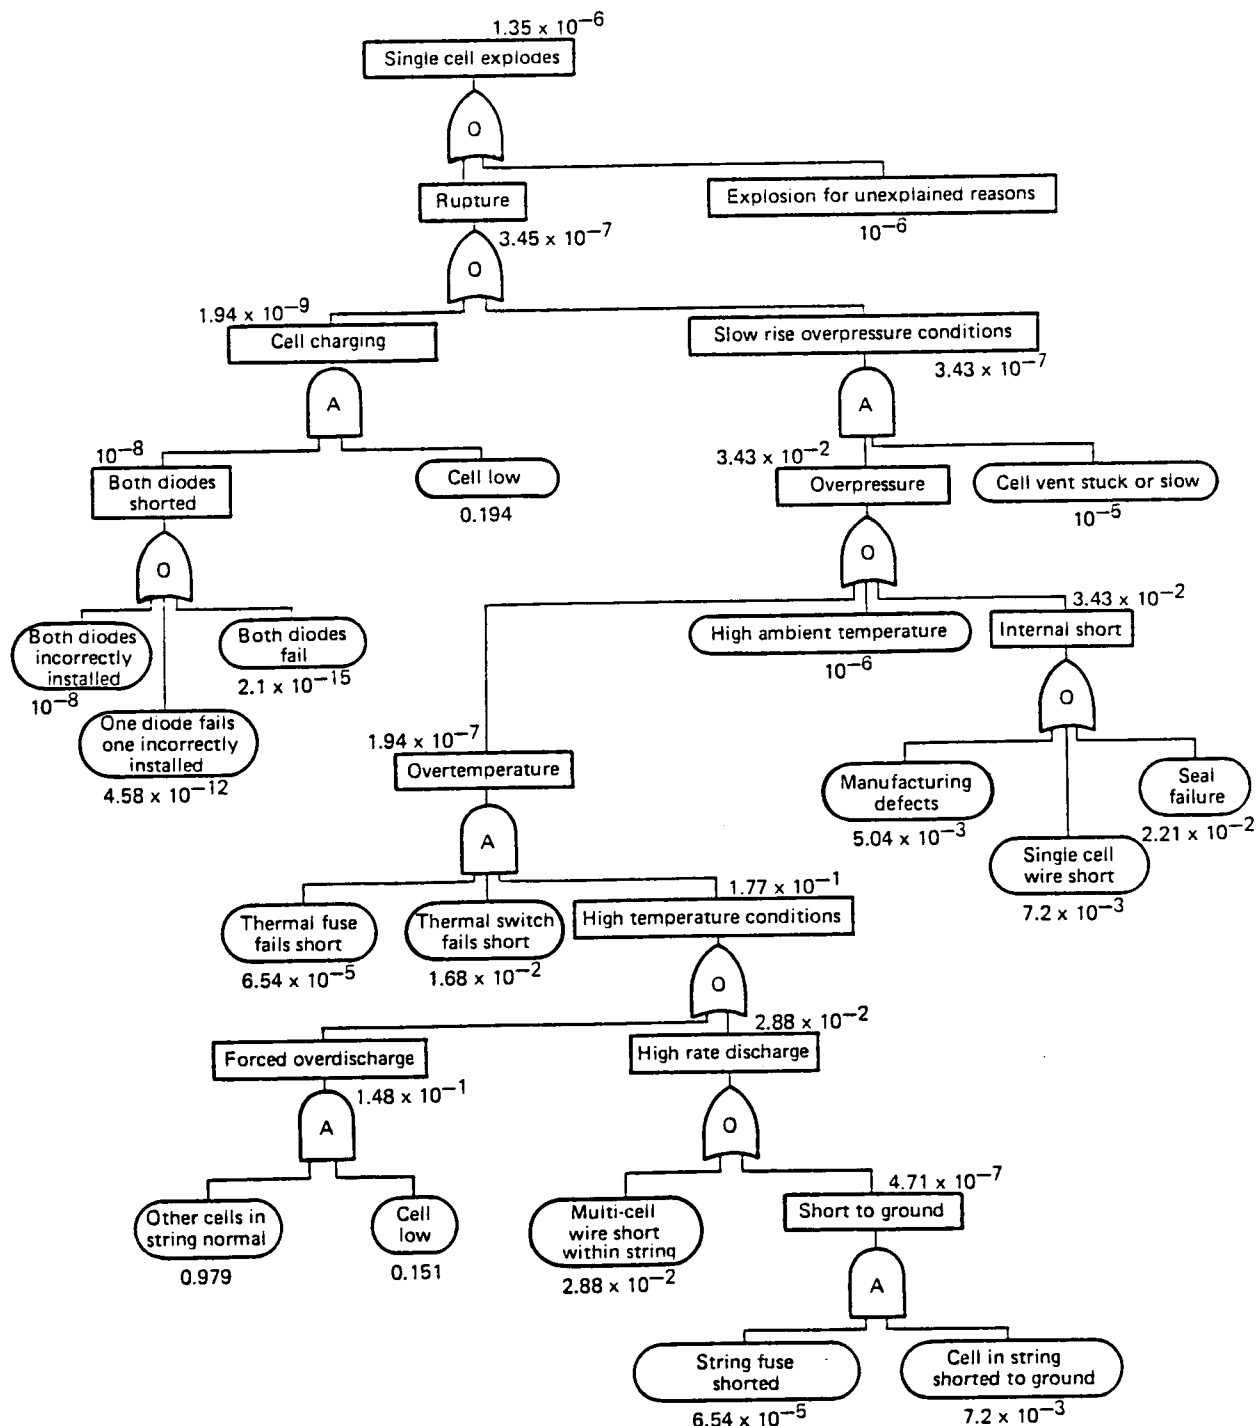 1.35 x 10−6
Single cell explodes
O
Rupture
Explosion for unexplained reasons
10−6
3.45 x 10−7
O
1.94 x 10−9
Cell charging
Slow rise overpressure conditions
3.43 x 10−7
A
A
10−8
Both diodes
shorted
Cell low
0.194
3.43 x 10−2
Overpressure
Cell vent stuck or slow
10−5
O
O
Both diodes
incorrectly
installed
10−8
Both diodes
fail
2.1 x 10−15
One diode fails
one incorrectly
installed
4.58 x 10−12
High ambient temperature
10−6
3.43 x 10−2
Internal short
O
1.94 x 10−7
Overtemperature
Manufacturing
defects
5.04 x 10−3
Seal
failure
2.21 x 10−2
Single cell
wire short
7.2 x 10−3
A
Thermal fuse
fails short
6.54 x 10−5
Thermal switch
fails short
1.68 x 10−2
1.77 x 10−1
High temperature conditions
O
Forced overdischarge
1.48 x 10−1
2.88 x 10−2
High rate discharge
A
O
Other cells in
string normal
0.979
Cell
low
0.151
Multi-cell
wire short
within string
2.88 x 10−2
4.71 x 10−7
Short to ground
A
String fuse
shorted
6.54 x 10−5
Cell in string
shorted to ground
7.2 x 10−3